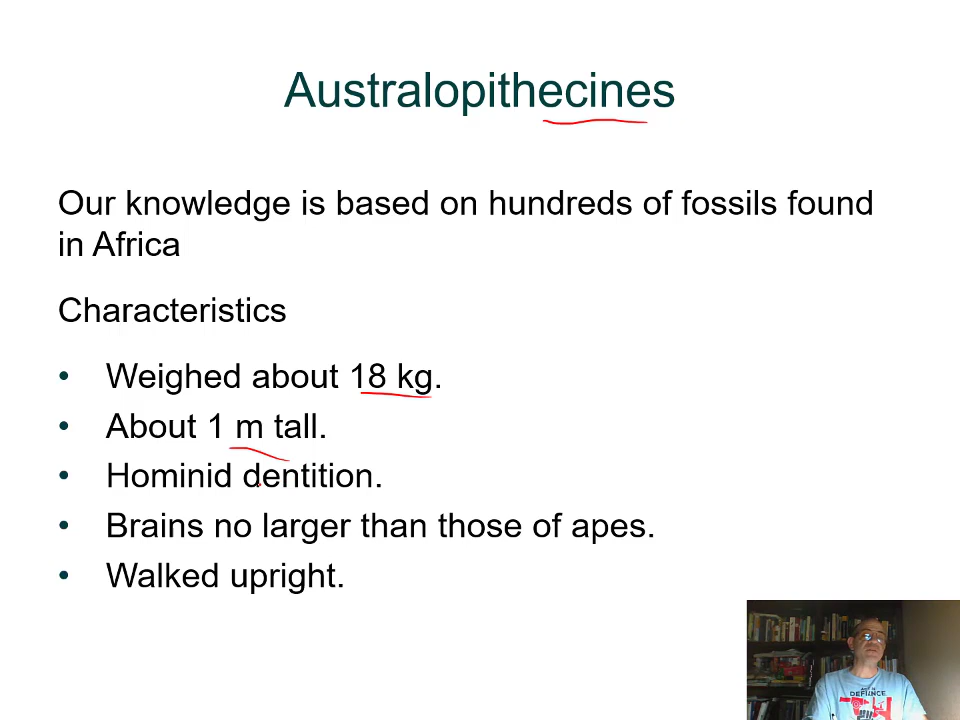 Australopithecines
Our knowledge is based on hundreds of fossils found
in Africa
Characteristics
• Weighed about 18 kg.
• About 1 m tall.
• Hominid dentition.
• Brains no larger than those of apes.
• Walked upright.
DEFIANCE